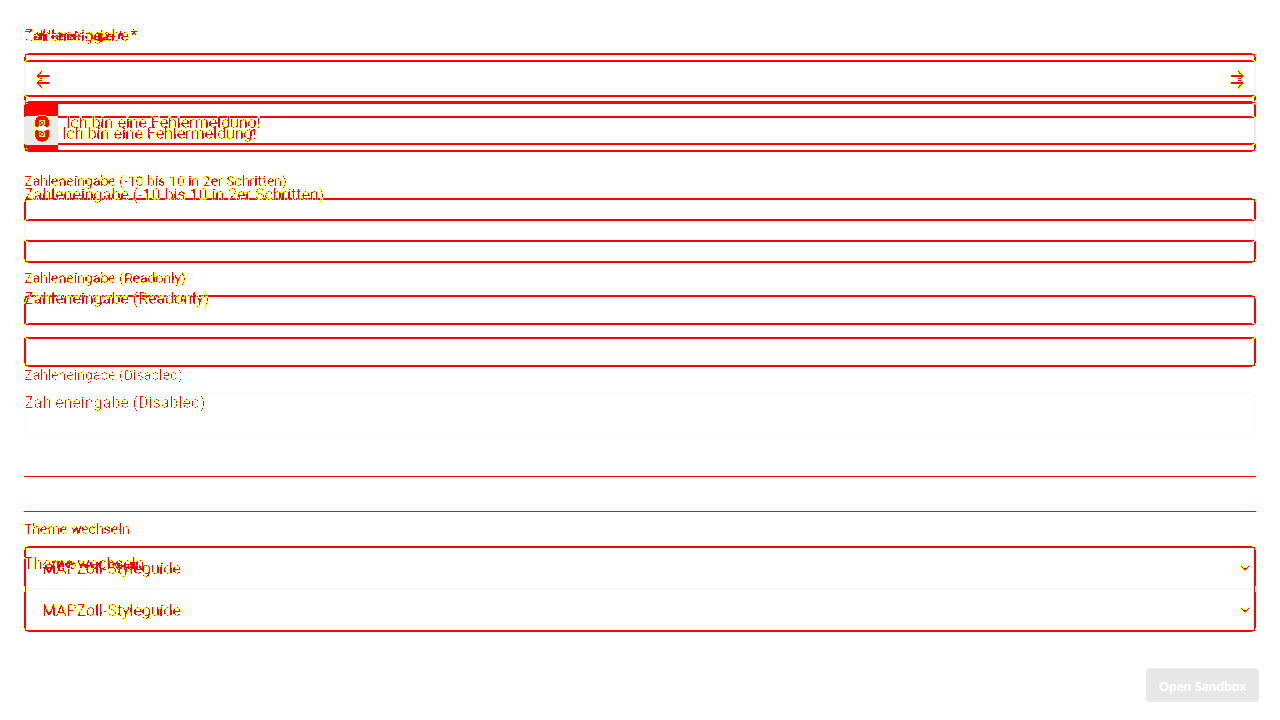 Zahleneingabe*
Ich bin eine Fehlermeldung!
Ich bin eine Fehlermeldung!
Zahleneingabe (-10 bis 10 in 2er Schritten)
Zahleneingabe (-10 bis 10 in 2er Schritten)
Zahleneingabe (Readonly)
Zahleneingabe (Readonly)
Zahleneingabe (Disabled)
Zahleneingabe (Disabled)
Theme wechseln
Theme wechseln
MAPZoll-Styleguide
MAPZoll-Styleguide
Open Sandbox